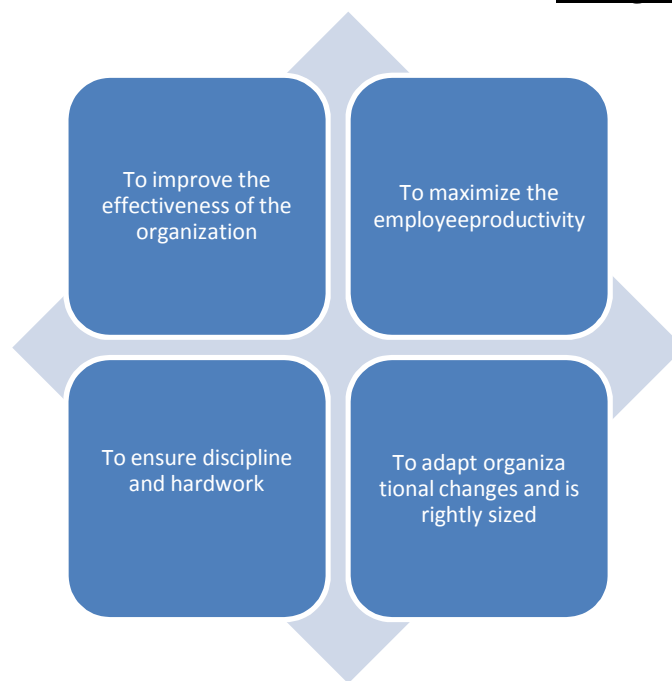 To improve the
effectiveness of the
organization
To maximize the
employeeproductivity
To ensure discipline
and hardwork
To adapt organiza
tional changes and is
rightly sized